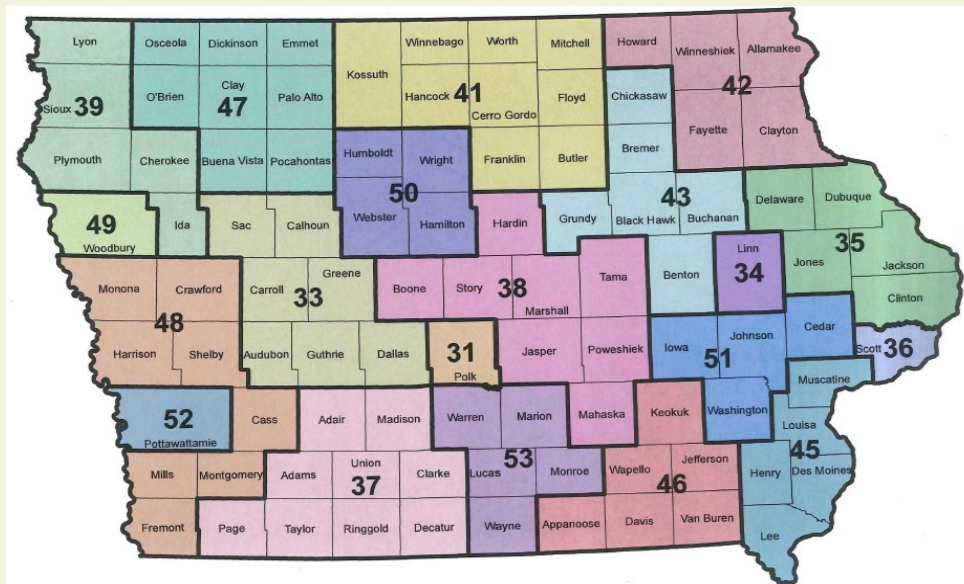 Lyon
Osceola
Dickinson
Emmet
Winnebago
Worth
Mitchell
Howard
Winneshiek
Allamakee
Kossuth
Sioux 39
O'Brien
Clay
47
Palo Alto
Hancock
41
Cerro Gordo
Floyd
Chickasaw
42
Plymouth
Cherokee
Buena Vista
Pocahontas
Humboldt
Wright
Franklin
Butler
Bremer
Fayette
Clayton
50
49
Woodbury
Ida
Sac
Calhoun
Webster
Hamilton
Hardin
Grundy
43
Black Hawk
Buchanan
Delaware
Dubuque
35
Monona
Crawford
Carroll
Greene
33
Boone
Story
38
Marshall
Tama
Benton
Linn
34
Jones
Jackson
Clinton
48
Harrison
Shelby
Audubon
Guthrie
Dallas
31
Polk
Jasper
Poweshiek
Iowa
51
Johnson
Cedar
Scott 36
Muscatine
52
Pottawattamie
Cass
Adair
Madison
Warren
Marion
Mahaska
Keokuk
Washington
Louisa
45
Mills
Montgomery
Adams
Union
37
Clarke
Lucas
53
Monroe
Wapello
46
Jefferson
Henry
Des Moines
Fremont
Page
Taylor
Ringgold
Decatur
Wayne
Appanoose
Davis
Van Buren
Lee